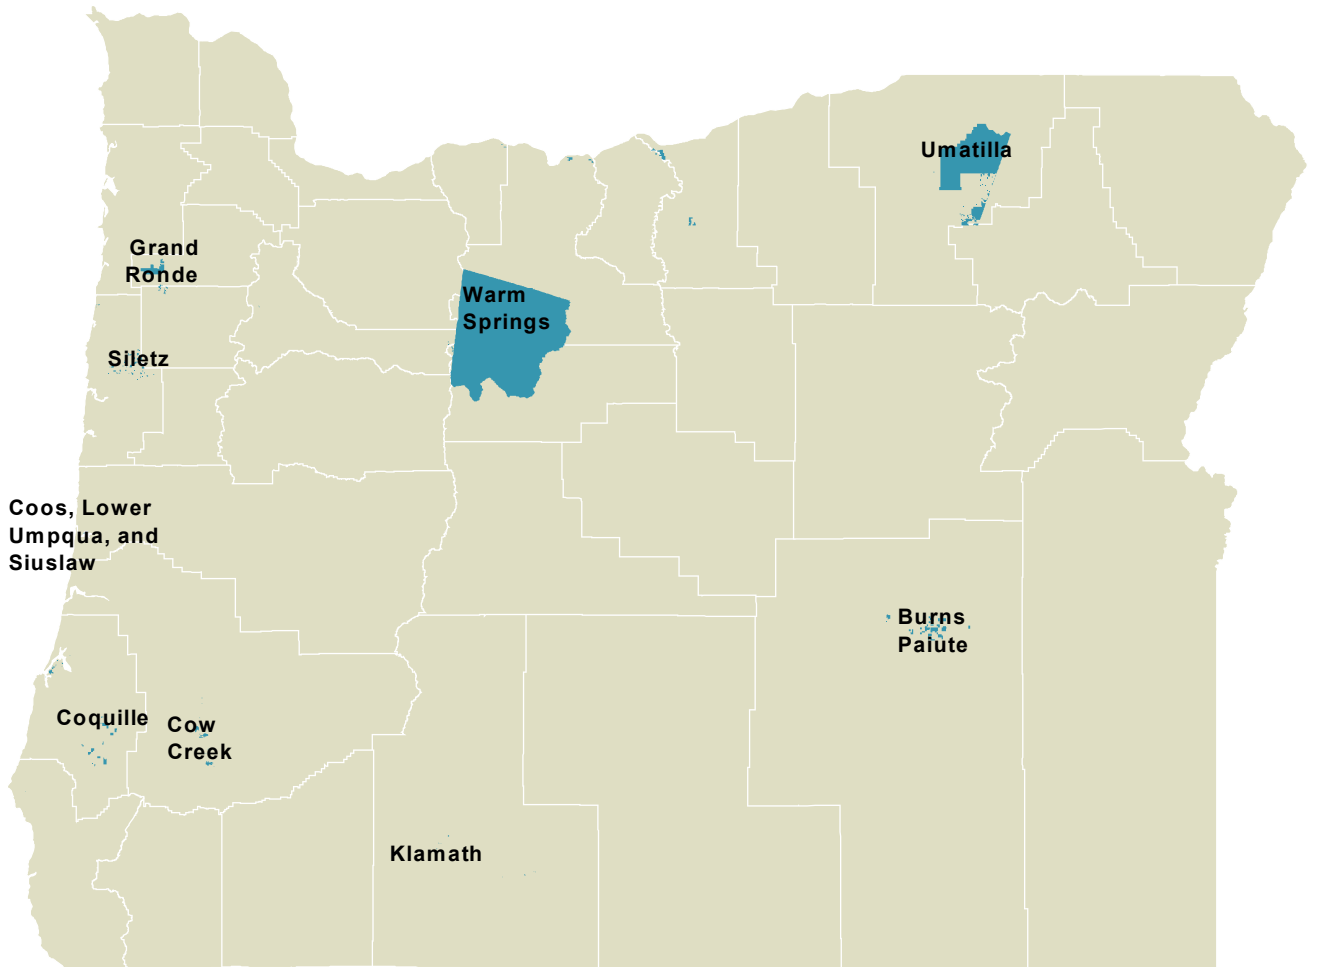 Umatilla
Grand
Ronde
Warm
Springs
Siletz
Coos, Lower
Umpqua, and
Siuslaw
Burns
Paiute
Coquille
Cow
Creek
Klamath